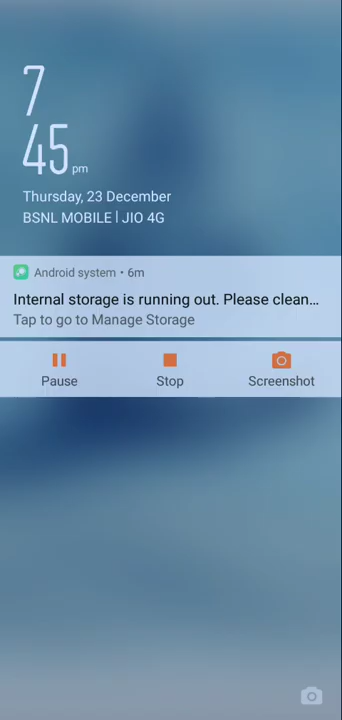 7
45 pm
Thursday, 23 December
BSNL MOBILE | JIO 4G
Android system • 6m
Internal storage is running out. Please clean...
Tap to go to Manage Storage
Pause Stop Screenshot